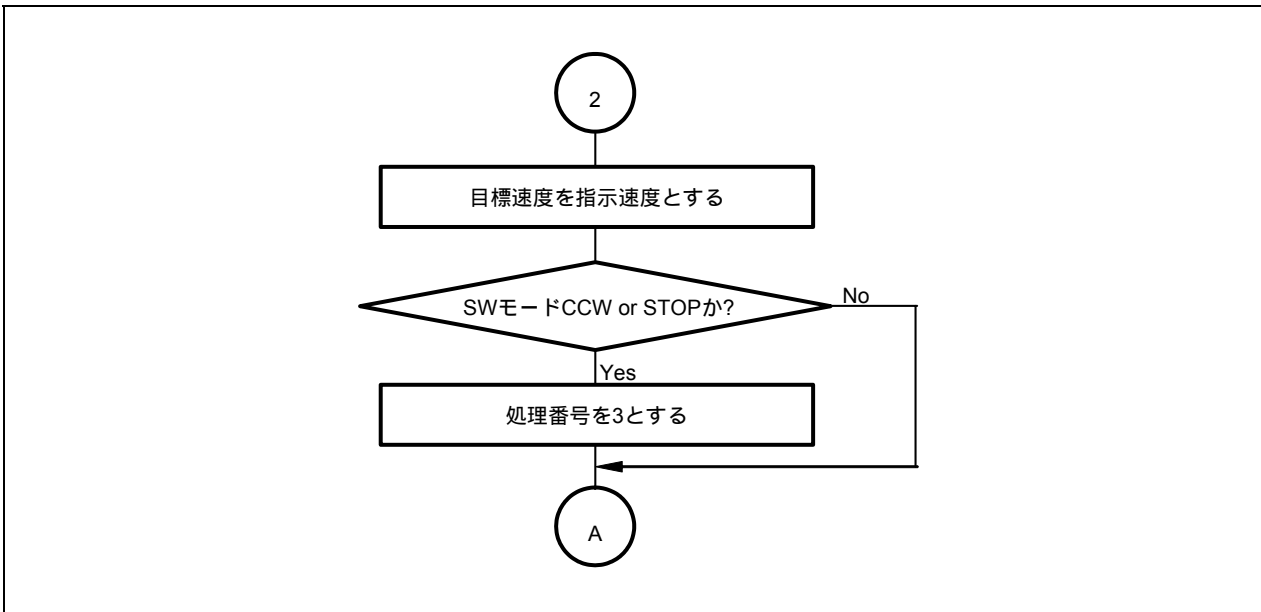 2
目標速度を指示速度とする
SWモードCCW or STOPか?
No
Yes
処理番号を3とする
A